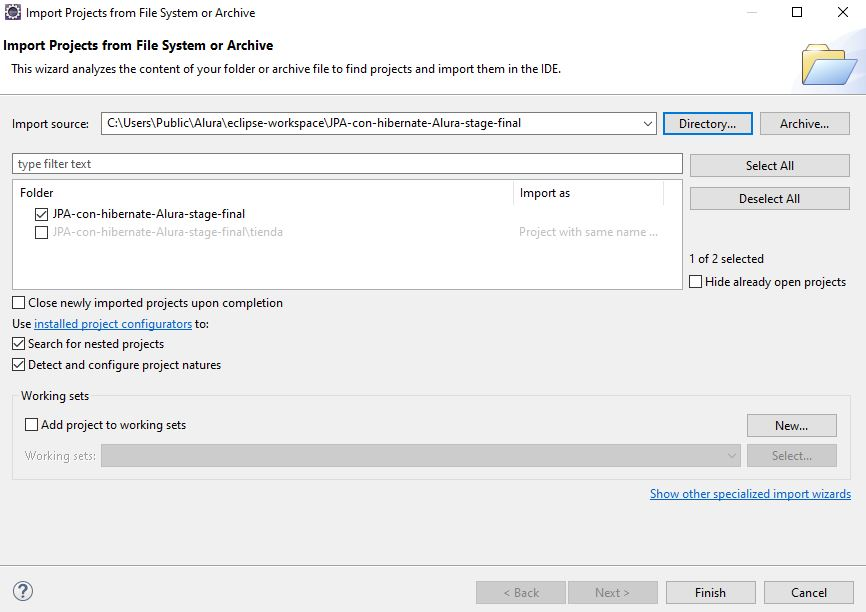 Import Projects from File System or Archive
Import Projects from File System or Archive
This wizard analyzes the content of your folder or archive file to find projects and import them in the IDE.
Import source: C:\Users\Public\Alura\eclipse-workspace\JPA-con-hibernate-Alura-stage-final Directory... Archive...
type filter text Select All
Folder Import as
Deselect All
JPA-con-hibernate-Alura-stage-final
JPA-con-hibernate-Alura-stage-final\tienda Project with same name ...
1 of 2 selected
Hide already open projects
Close newly imported projects upon completion
Use installed project configurators to:
Search for nested projects
Detect and configure project natures
Working sets
Add project to working sets New...
Working sets: Select...
Show other specialized import wizards
? < Back Next > Finish Cancel